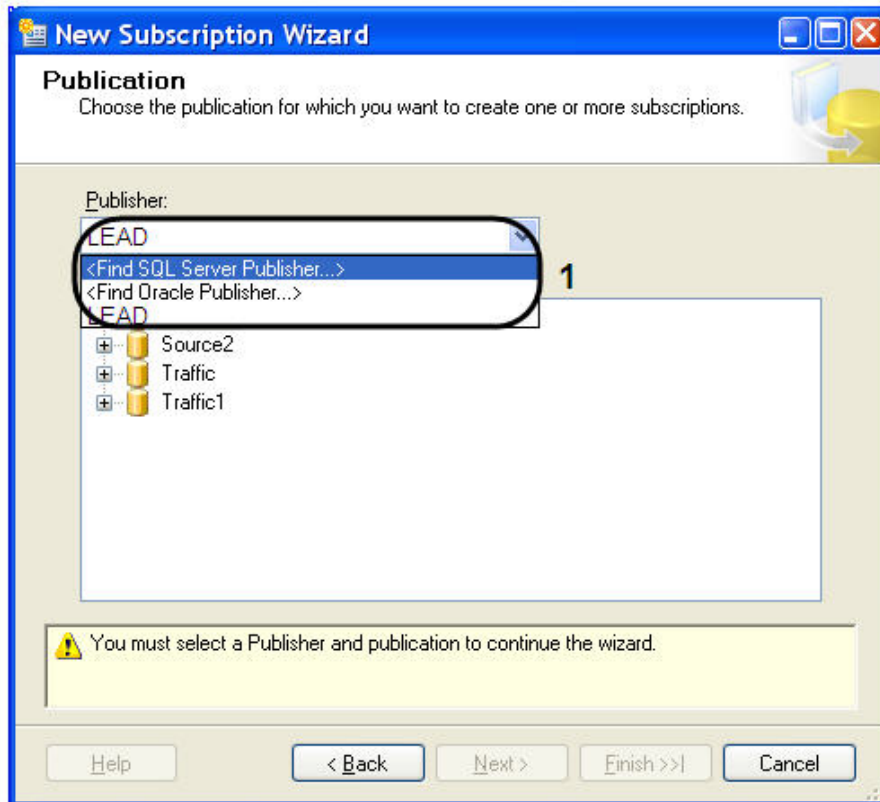 New Subscription Wizard
Publication
Choose the publication for which you want to create one or more subscriptions.
Publisher:
LEAD
<Find SQL Server Publisher...>
<Find Oracle Publisher...>
LEAD
1
Source2
Traffic
Traffic1
You must select a Publisher and publication to continue the wizard.
Help
< Back
Next >
Finish >>|
Cancel